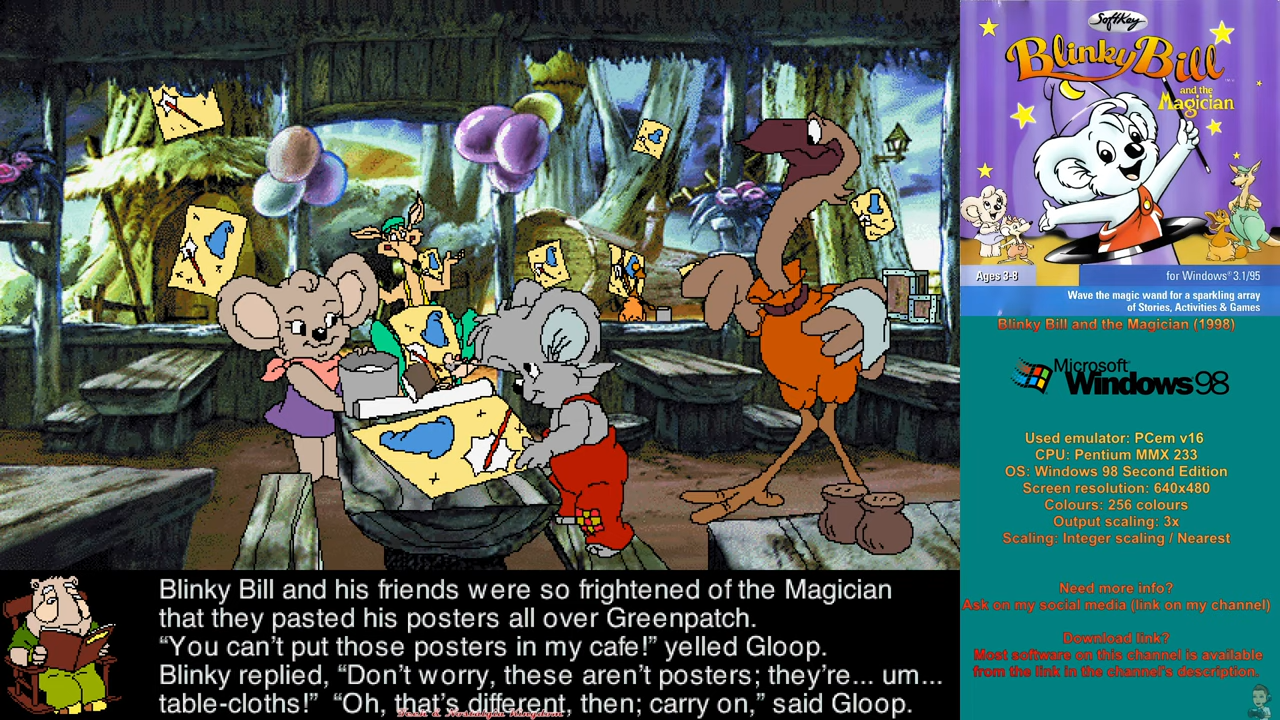 Blinky Bill and his friends were so frightened of the Magician
that they pasted his posters all over Greenpatch.
“You can’t put those posters in my cafe!” yelled Gloop.
Blinky replied, “Don’t worry, these aren’t posters; they’re... um...
table-cloths!” “Oh, that’s different, then; carry on,” said Gloop.
SoftKey
Blinky Bill
and the
Magician
Ages 3-8
for Windows® 3.1/95
Wave the magic wand for a sparkling array
of Stories, Activities & Games
Blinky Bill and the Magician (1998)
Microsoft
Windows 98
Used emulator: PCem v16
CPU: Pentium MMX 233
OS: Windows 98 Second Edition
Screen resolution: 640x480
Colours: 256 colours
Output scaling: 3x
Scaling: Integer scaling / Nearest
Need more info?
Ask on my social media (link on my channel)
Download link?
Most software on this channel is available
from the link in the channel's description.